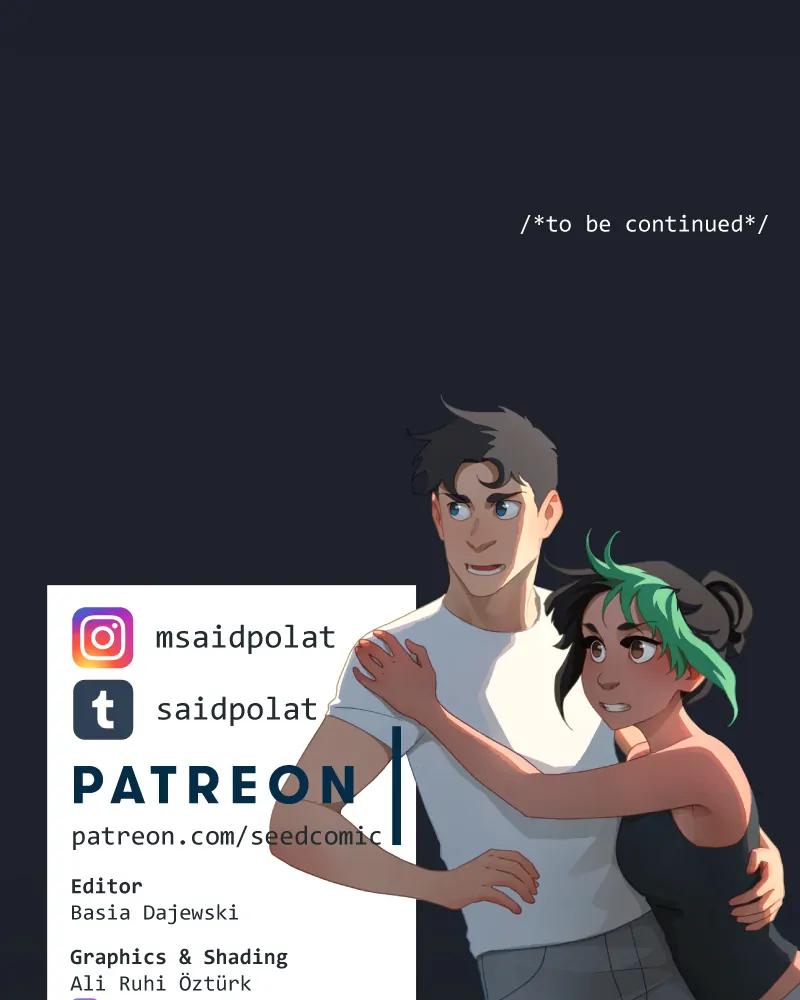 /*to be continued*/
msaidpolat
t
saidpolat
PATREON
patreon.com/seedcomic
Editor
Basia Dajewski
Graphics & Shading
Ali Ruhi Öztürk